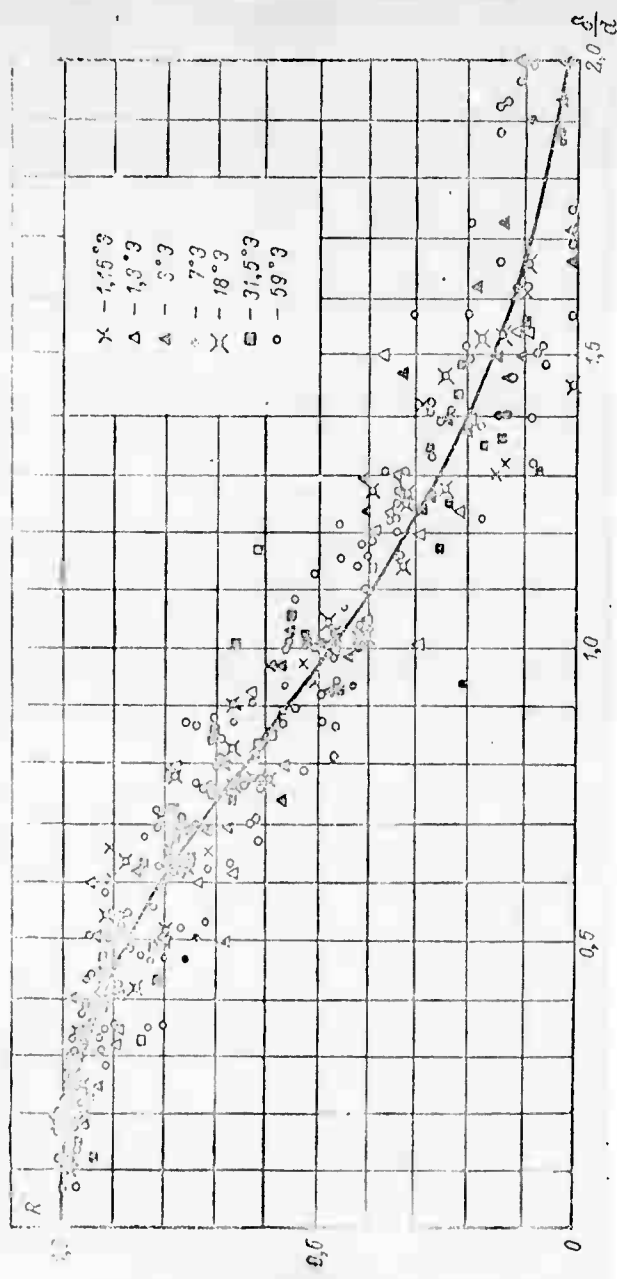 R
0,6
0
0,5
1,0
1,5
2,0
δ/d
× – 1,15°Э
△ – 1,3°Э
△ – 3°Э
– 7°Э
– 18°Э
□ – 31,5°Э
○ – 59°Э